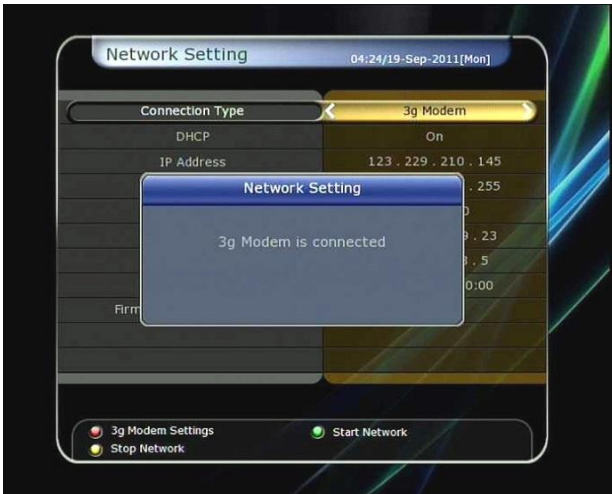 Network Setting 04:24/19-Sep-2011[Mon]
Connection Type 3g Modem
DHCP On
IP Address 123 . 229 . 210 . 145
. 255
Network Setting
3g Modem is connected
. 23
. 5
0:00
Firm
3g Modem Settings Start Network
Stop Network